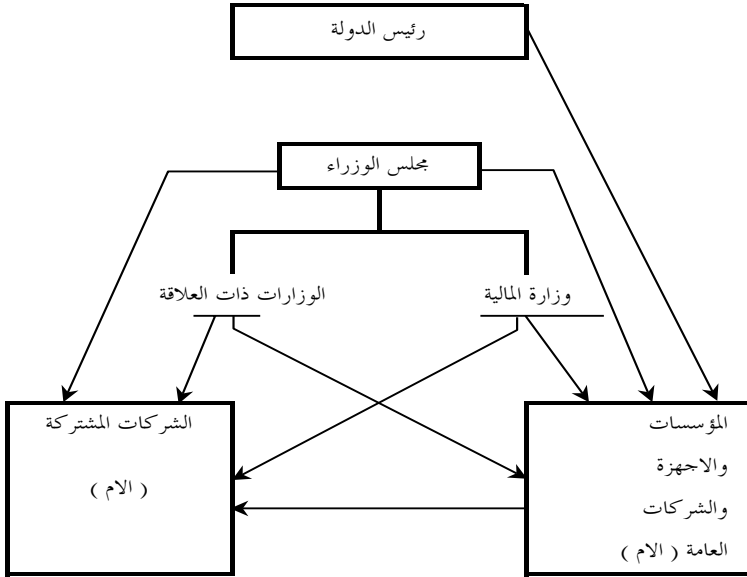 رئيس الدولة
مجلس الوزراء
وزارة المالية
الوزارات ذات العلاقة
المؤسسات
والاجهزة
والشركات
العامة ( الام )
الشركات المشتركة
( الام )